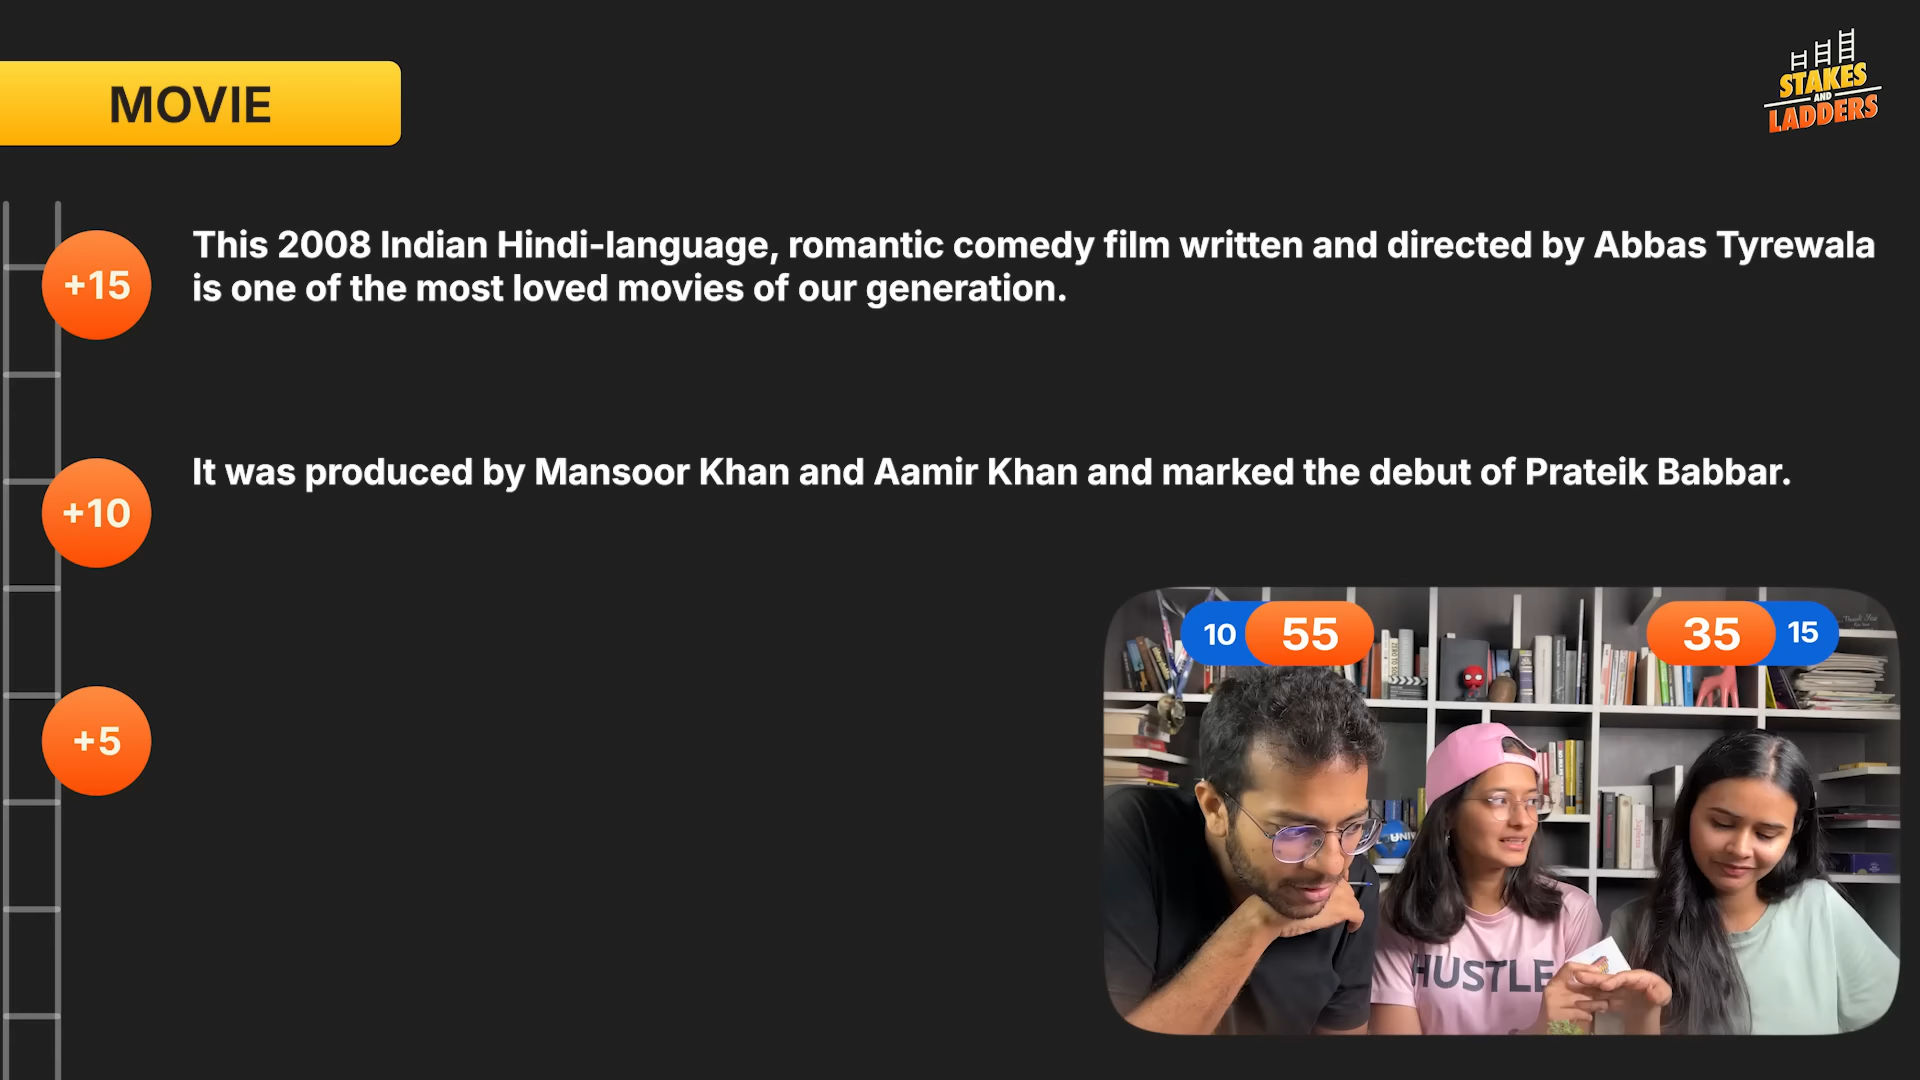 MOVIE
STAKES
AND
LADDERS
+15
This 2008 Indian Hindi-language, romantic comedy film written and directed by Abbas Tyrewala
is one of the most loved movies of our generation.
+10
It was produced by Mansoor Khan and Aamir Khan and marked the debut of Prateik Babbar.
+5
10
55
35
15
HUSTLE